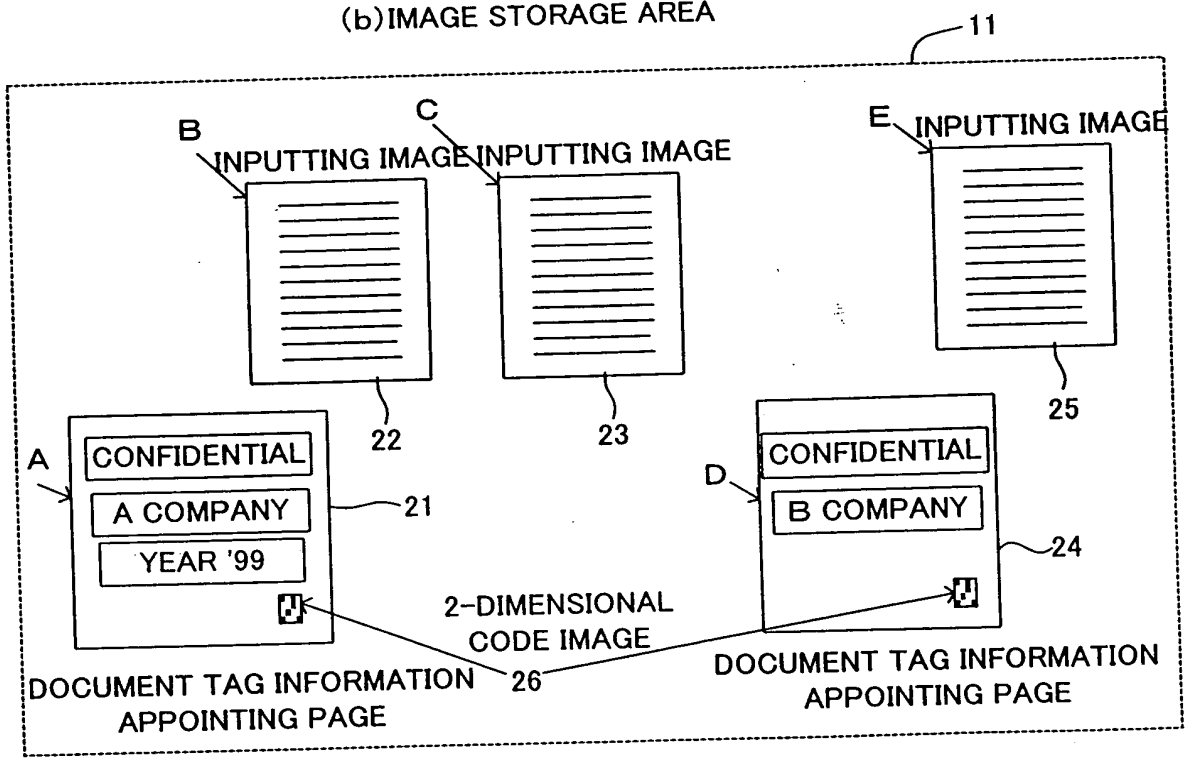 (b) IMAGE STORAGE AREA
11
B
INPUTTING IMAGE
C
INPUTTING IMAGE
E
INPUTTING IMAGE
22
23
25
A
CONFIDENTIAL
A COMPANY
YEAR '99
21
D
CONFIDENTIAL
B COMPANY
24
2-DIMENSIONAL
CODE IMAGE
26
DOCUMENT TAG INFORMATION
APPOINTING PAGE
DOCUMENT TAG INFORMATION
APPOINTING PAGE